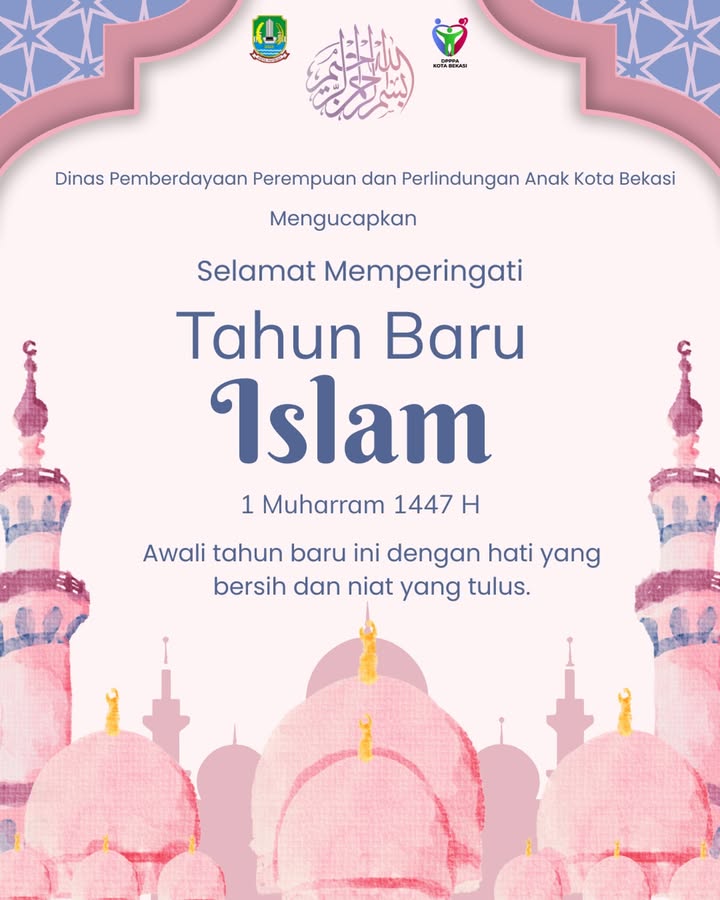 بسم الله الرحمن الرحيم
DPPPA
KOTA BEKASI
Dinas Pemberdayaan Perempuan dan Perlindungan Anak Kota Bekasi
Mengucapkan
Selamat Memperingati
Tahun Baru
Islam
1 Muharram 1447 H
Awali tahun baru ini dengan hati yang
bersih dan niat yang tulus.